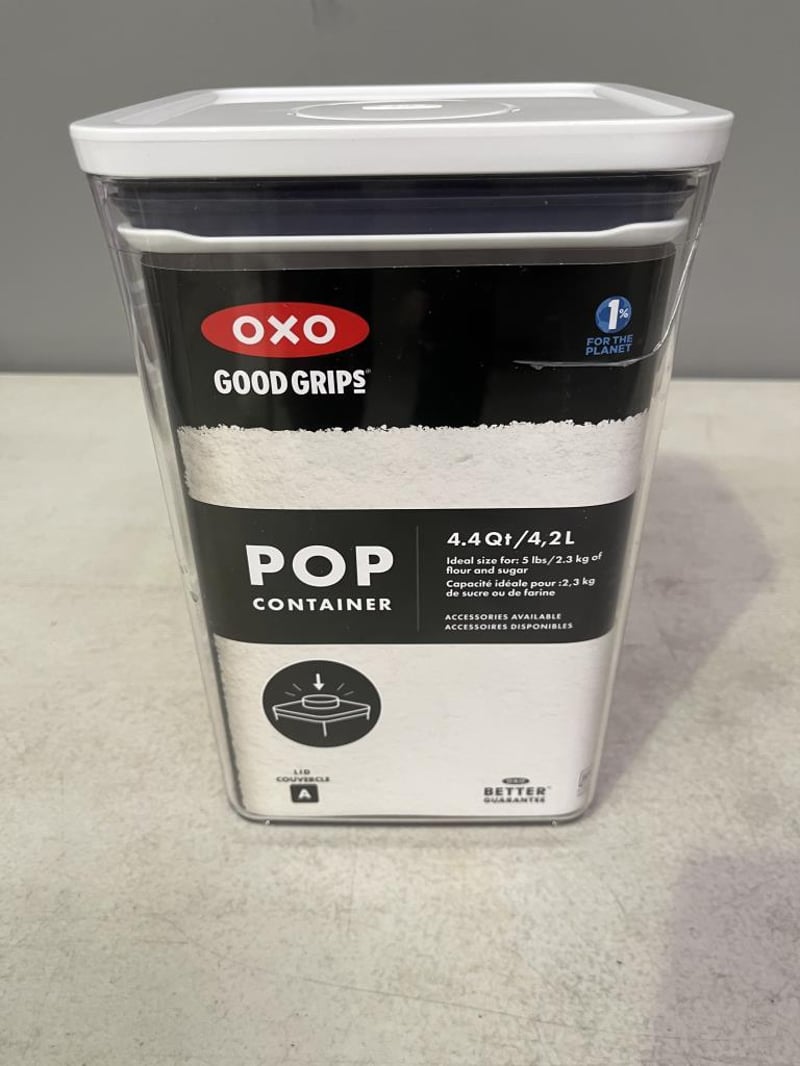 OXO
GOOD GRIPS®
1%
FOR THE
PLANET
POP
CONTAINER
4.4Qt/4,2L
Ideal size for: 5 lbs/2.3 kg of
flour and sugar
Capacité idéale pour :2,3 kg
de sucre ou de farine
ACCESSORIES AVAILABLE
ACCESSOIRES DISPONIBLES
LID
COUVERCLE
A
OXO
BETTER™
GUARANTEE